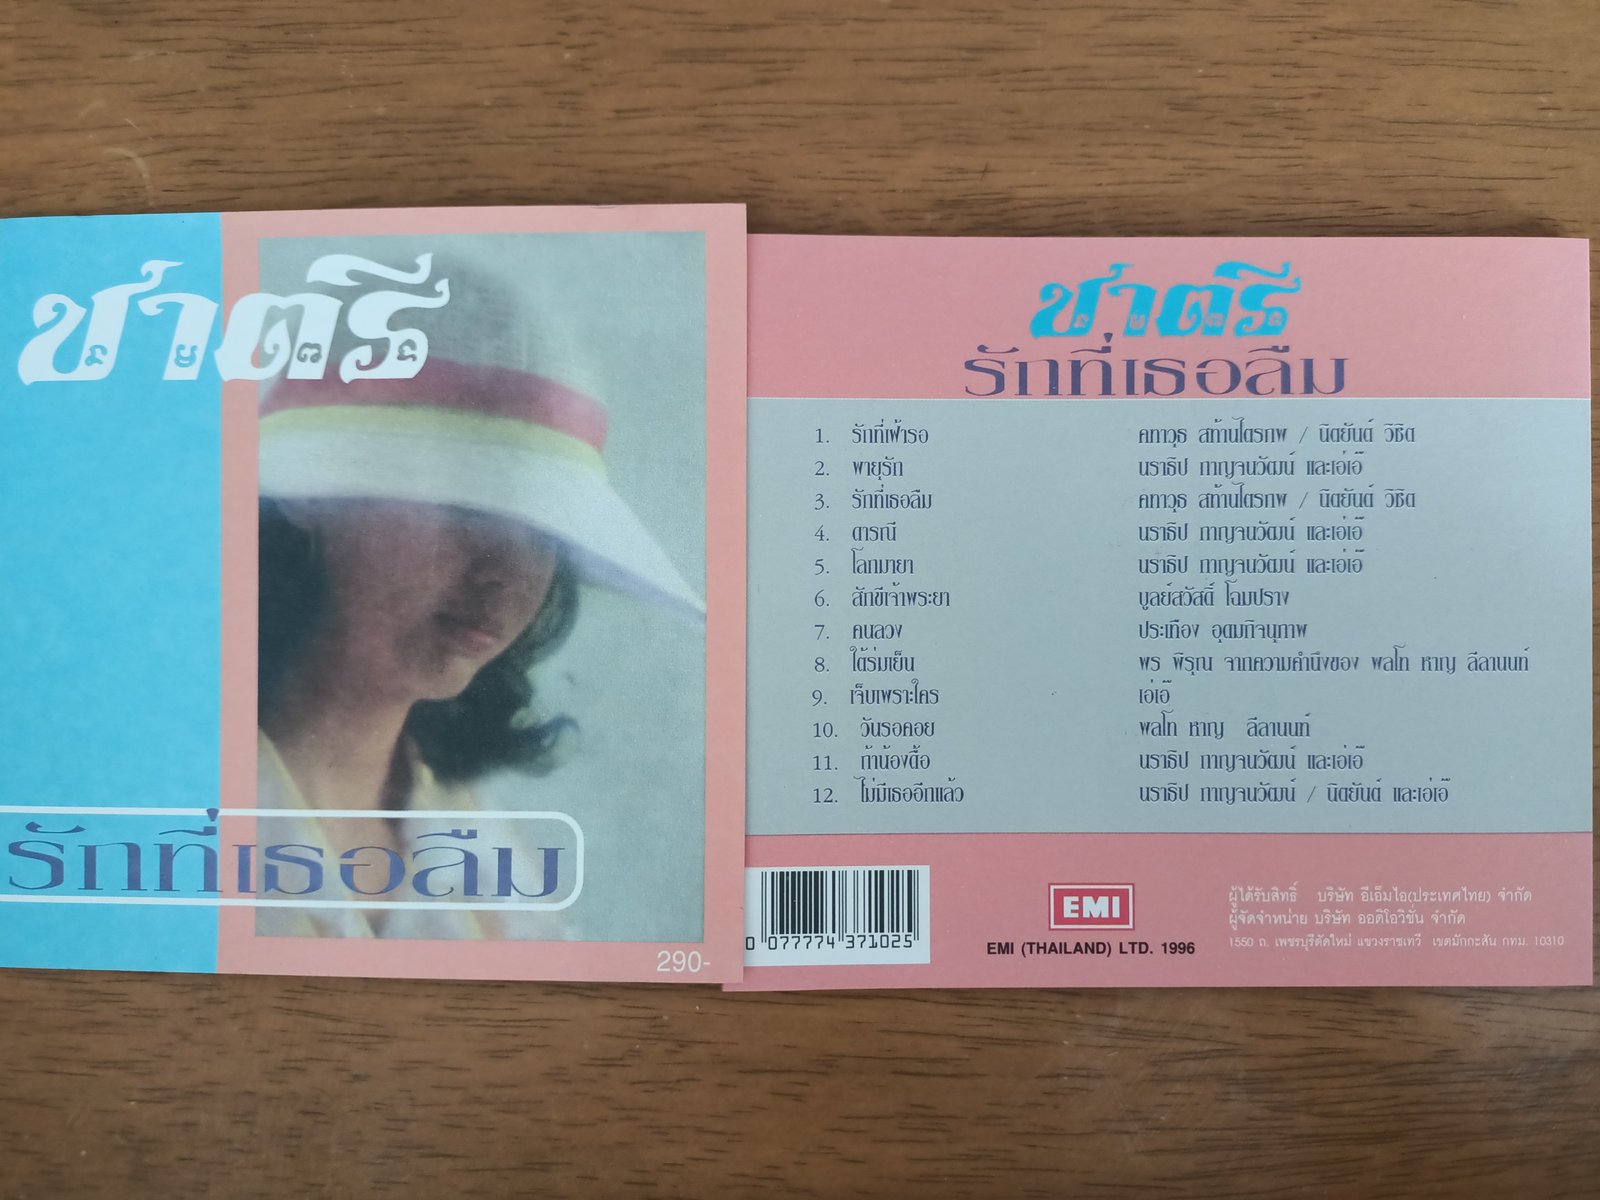 ชาตรี
รักที่เธอลืม
290-
ชาตรี
รักที่เธอลืม
1. รักที่เฝ้ารอ คทาวุธ สท้านไตรภพ / นิตยันต์ วิชิต
2. พายุรัก นราธิป กาญจนวัฒน์ และเอ่เอ๊
3. รักที่เธอลืม คทาวุธ สท้านไตรภพ / นิตยันต์ วิชิต
4. ดารณี นราธิป กาญจนวัฒน์ และเอ่เอ๊
5. โลกมายา นราธิป กาญจนวัฒน์ และเอ่เอ๊
6. สักขีเจ้าพระยา บูลย์สวัสดิ์ โฉมปราง
7. คนลวง ประเทือง อุดมกิจนุภาพ
8. ใต้ร่มเย็น พร พิรุณ จากความคำนึงของ พลโท หาญ ลีลานนท์
9. เจ็บเพราะใคร เอ่เอ๊
10. วันรอคอย พลโท หาญ ลีลานนท์
11. ถ้าน้องดื้อ นราธิป กาญจนวัฒน์ และเอ่เอ๊
12. ไม่มีเธออีกแล้ว นราธิป กาญจนวัฒน์ / นิตยันต์ และเอ่เอ๊
0 077774 371025
EMI
EMI (THAILAND) LTD. 1996
ผู้ได้รับสิทธิ์ บริษัท อีเอ็มไอ(ประเทศไทย) จำกัด
ผู้จัดจำหน่าย บริษัท ออดิโอวิชั่น จำกัด
1550 ถ. เพชรบุรีตัดใหม่ แขวงราชเทวี เขตมักกะสัน กทม. 10310